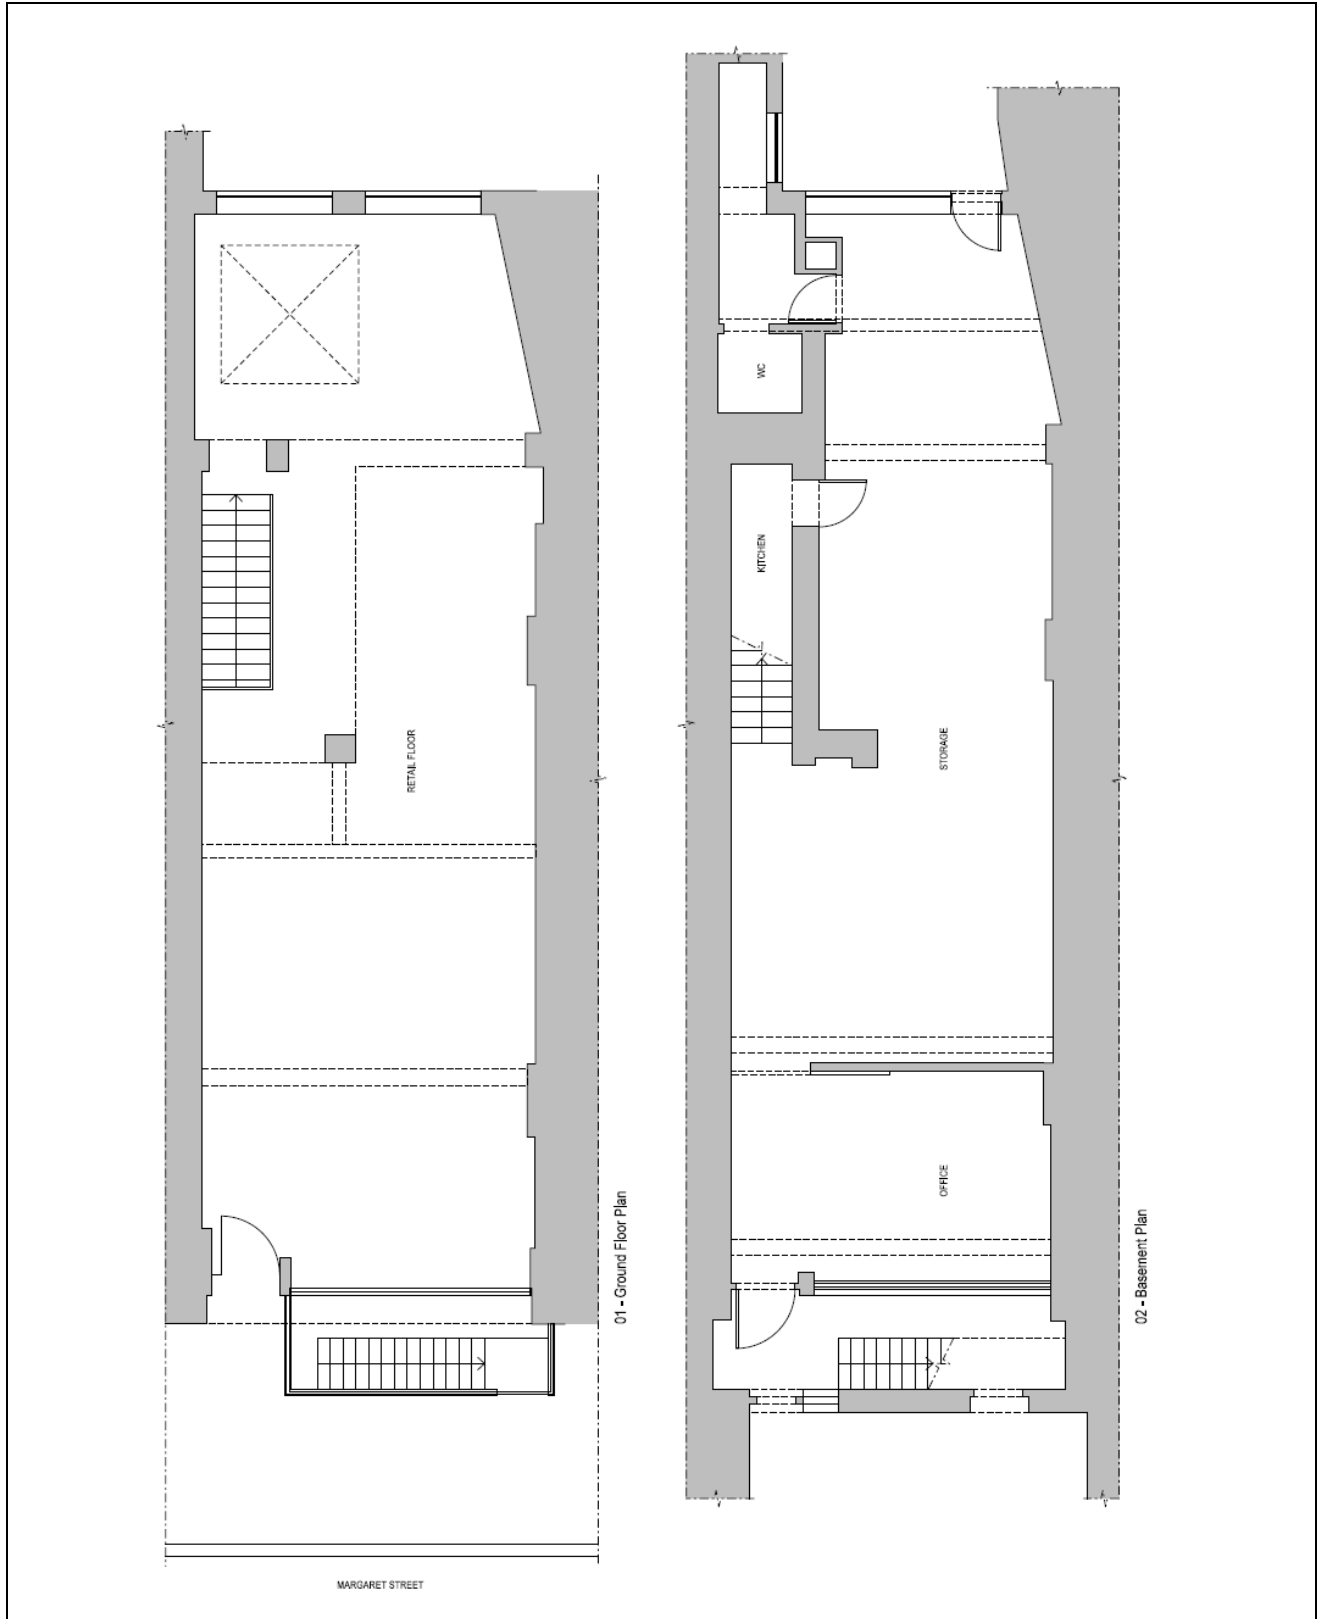 RETAIL FLOOR
01 - Ground Floor Plan
MARGARET STREET
WC
KITCHEN
STORAGE
OFFICE
02 - Basement Plan